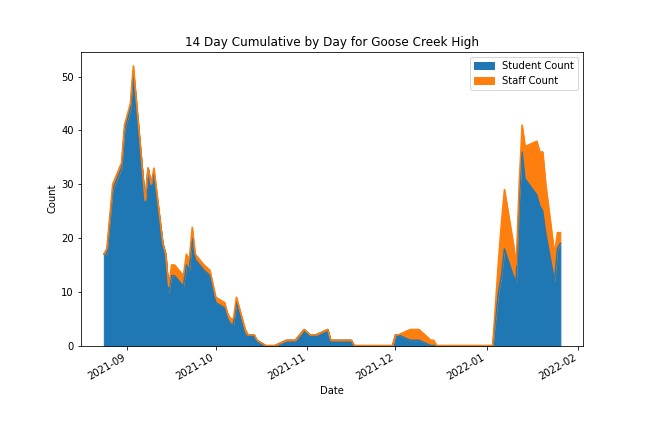 14 Day Cumulative by Day for Goose Creek High
Student Count
Staff Count
50
40
30
20
10
0
Count
2021-09
2021-10
2021-11
2021-12
2022-01
2022-02
Date